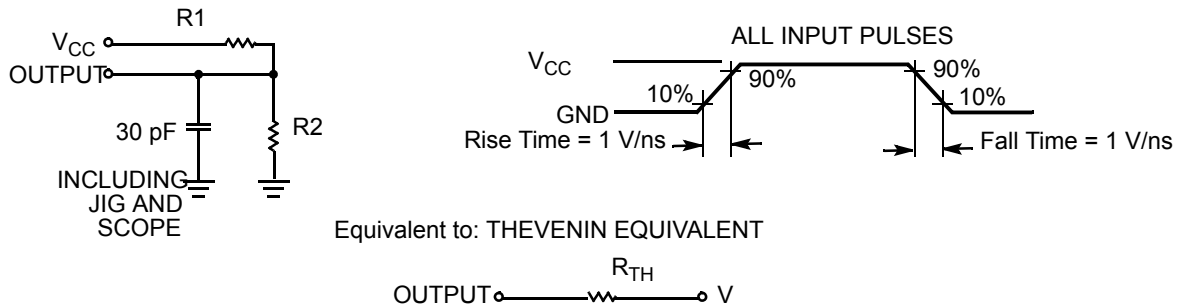 R1
V_CC
OUTPUT
30 pF
R2
INCLUDING
JIG AND
SCOPE
ALL INPUT PULSES
V_CC
GND
10%
90%
90%
10%
Rise Time = 1 V/ns
Fall Time = 1 V/ns
Equivalent to: THEVENIN EQUIVALENT
R_TH
OUTPUT
V